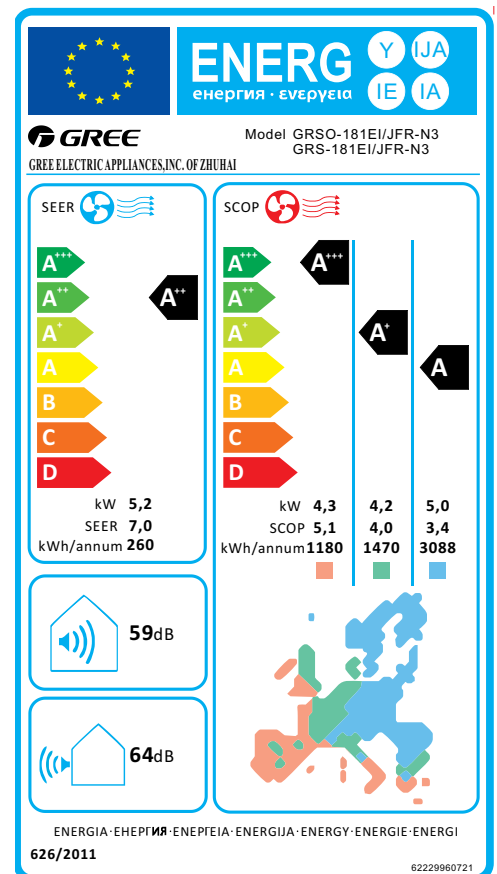 ENERG
енергия · ενεργεια
Y IJA
IE IA
GREE
GREE ELECTRIC APPLIANCES,INC. OF ZHUHAI
Model GRSO-181EI/JFR-N3
GRS-181EI/JFR-N3
SEER
A+++
A++
A+
A
B
C
D
A++
kW 5,2
SEER 7,0
kWh/annum 260
SCOP
A+++
A++
A+
A
B
C
D
A+++
A+
A
kW 4,3 4,2 5,0
SCOP 5,1 4,0 3,4
kWh/annum 1180 1470 3088
59dB
64dB
ENERGIA·ЕНЕРГИЯ·ΕΝΕΡΓΕΙΑ·ENERGIJA·ENERGY·ENERGIE·ENERGI
626/2011
62229960721